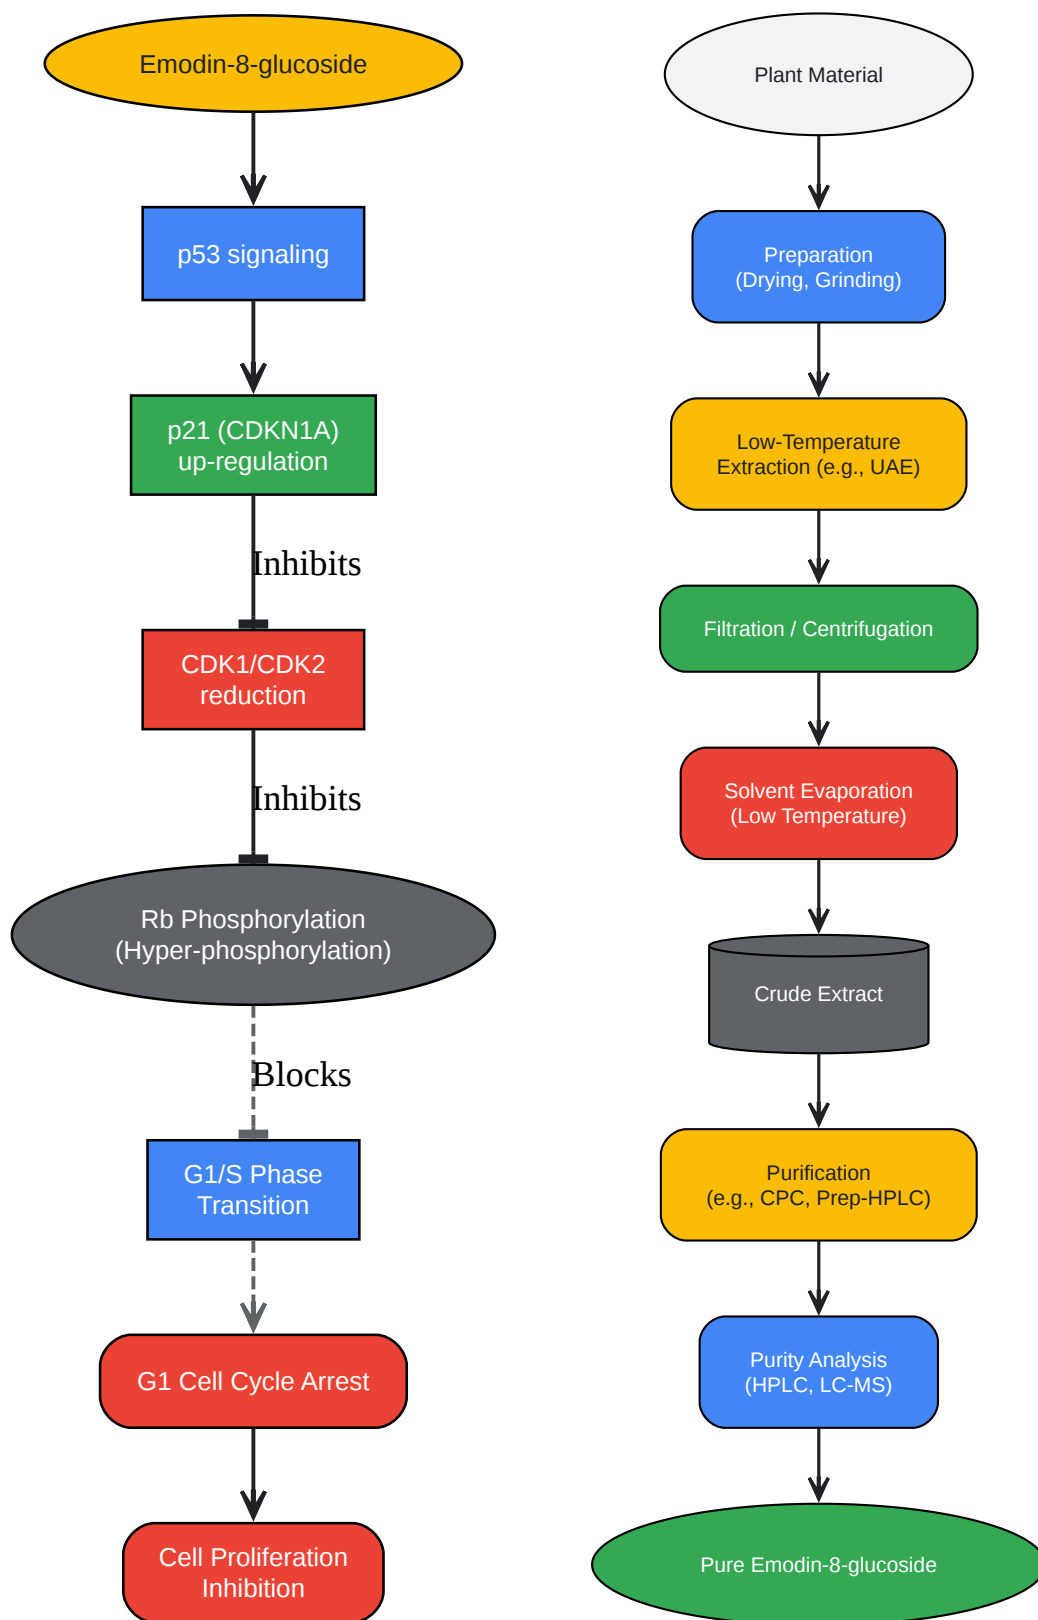 Emodin-8-glucoside
p53 signaling
p21 (CDKN1A)
up-regulation
Inhibits
CDK1/CDK2
reduction
Inhibits
Rb Phosphorylation
(Hyper-phosphorylation)
Blocks
G1/S Phase
Transition
G1 Cell Cycle Arrest
Cell Proliferation
Inhibition
Plant Material
Preparation
(Drying, Grinding)
Low-Temperature
Extraction (e.g., UAE)
Filtration / Centrifugation
Solvent Evaporation
(Low Temperature)
Crude Extract
Purification
(e.g., CPC, Prep-HPLC)
Purity Analysis
(HPLC, LC-MS)
Pure Emodin-8-glucoside